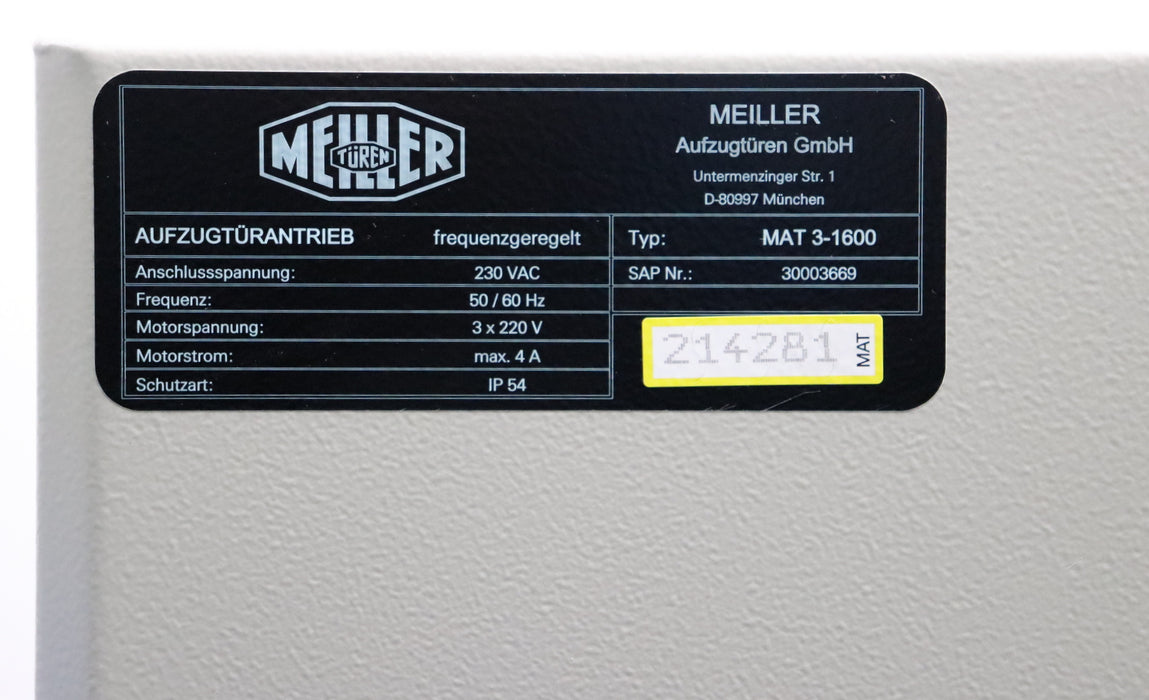 MEILLER
TÜREN
MEILLER
Aufzugtüren GmbH
Untermenzinger Str. 1
D-80997 München
AUFZUGTÜRANTRIEB frequenzgeregelt
Typ: MAT 3-1600
Anschlussspannung: 230 VAC
SAP Nr.: 30003669
Frequenz: 50 / 60 Hz
Motorspannung: 3 x 220 V
Motorstrom: max. 4 A
Schutzart: IP 54
214281 MAT